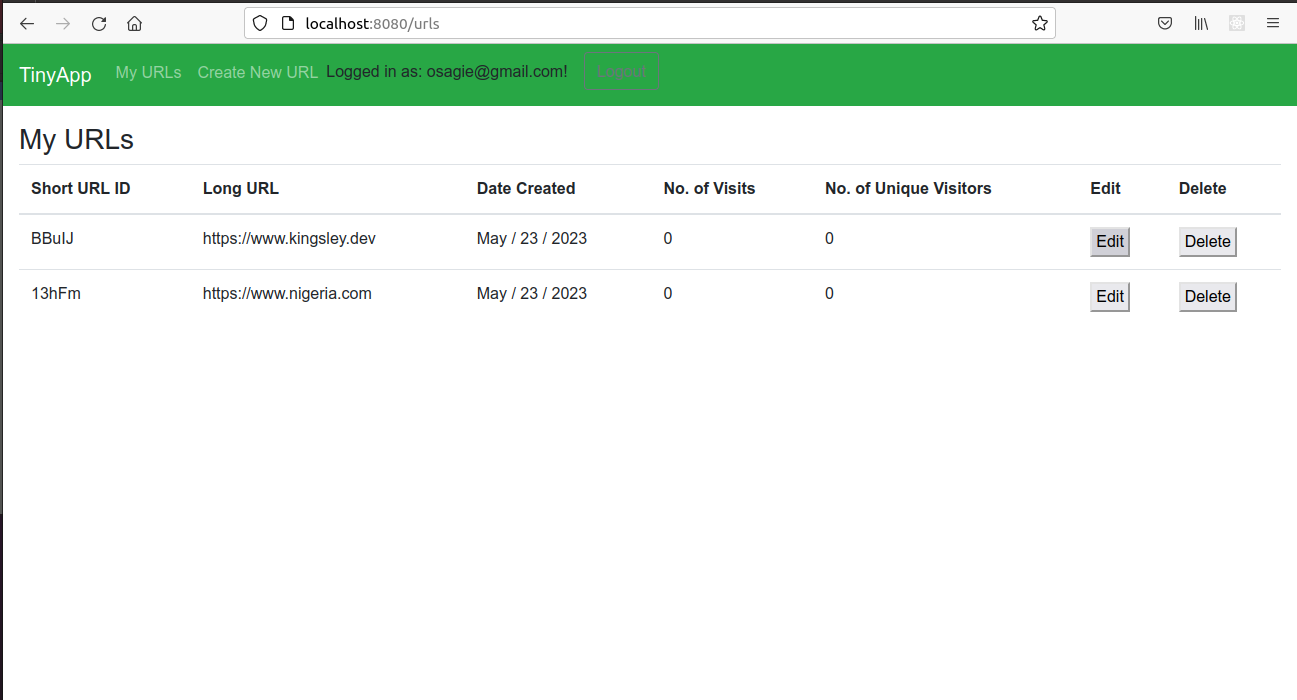 localhost:8080/urls
TinyApp My URLs Create New URL Logged in as: osagie@gmail.com! Logout
My URLs
Short URL ID Long URL Date Created No. of Visits No. of Unique Visitors Edit Delete
BBulJ https://www.kingsley.dev May / 23 / 2023 0 0 Edit Delete
13hFm https://www.nigeria.com May / 23 / 2023 0 0 Edit Delete